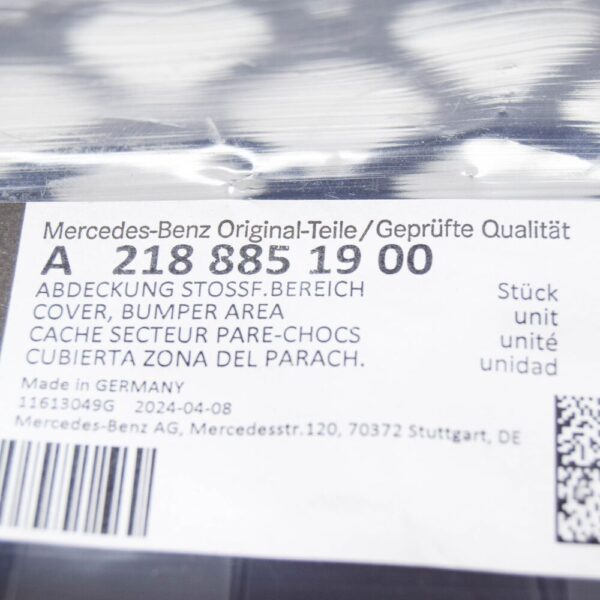 Mercedes-Benz Original-Teile/Geprüfte Qualität
A 218 885 19 00
ABDECKUNG STOSSF.BEREICH Stück
COVER, BUMPER AREA unit
CACHE SECTEUR PARE-CHOCS unité
CUBIERTA ZONA DEL PARACH. unidad
Made in GERMANY
11613049G 2024-04-08
Mercedes-Benz AG, Mercedesstr.120, 70372 Stuttgart, DE